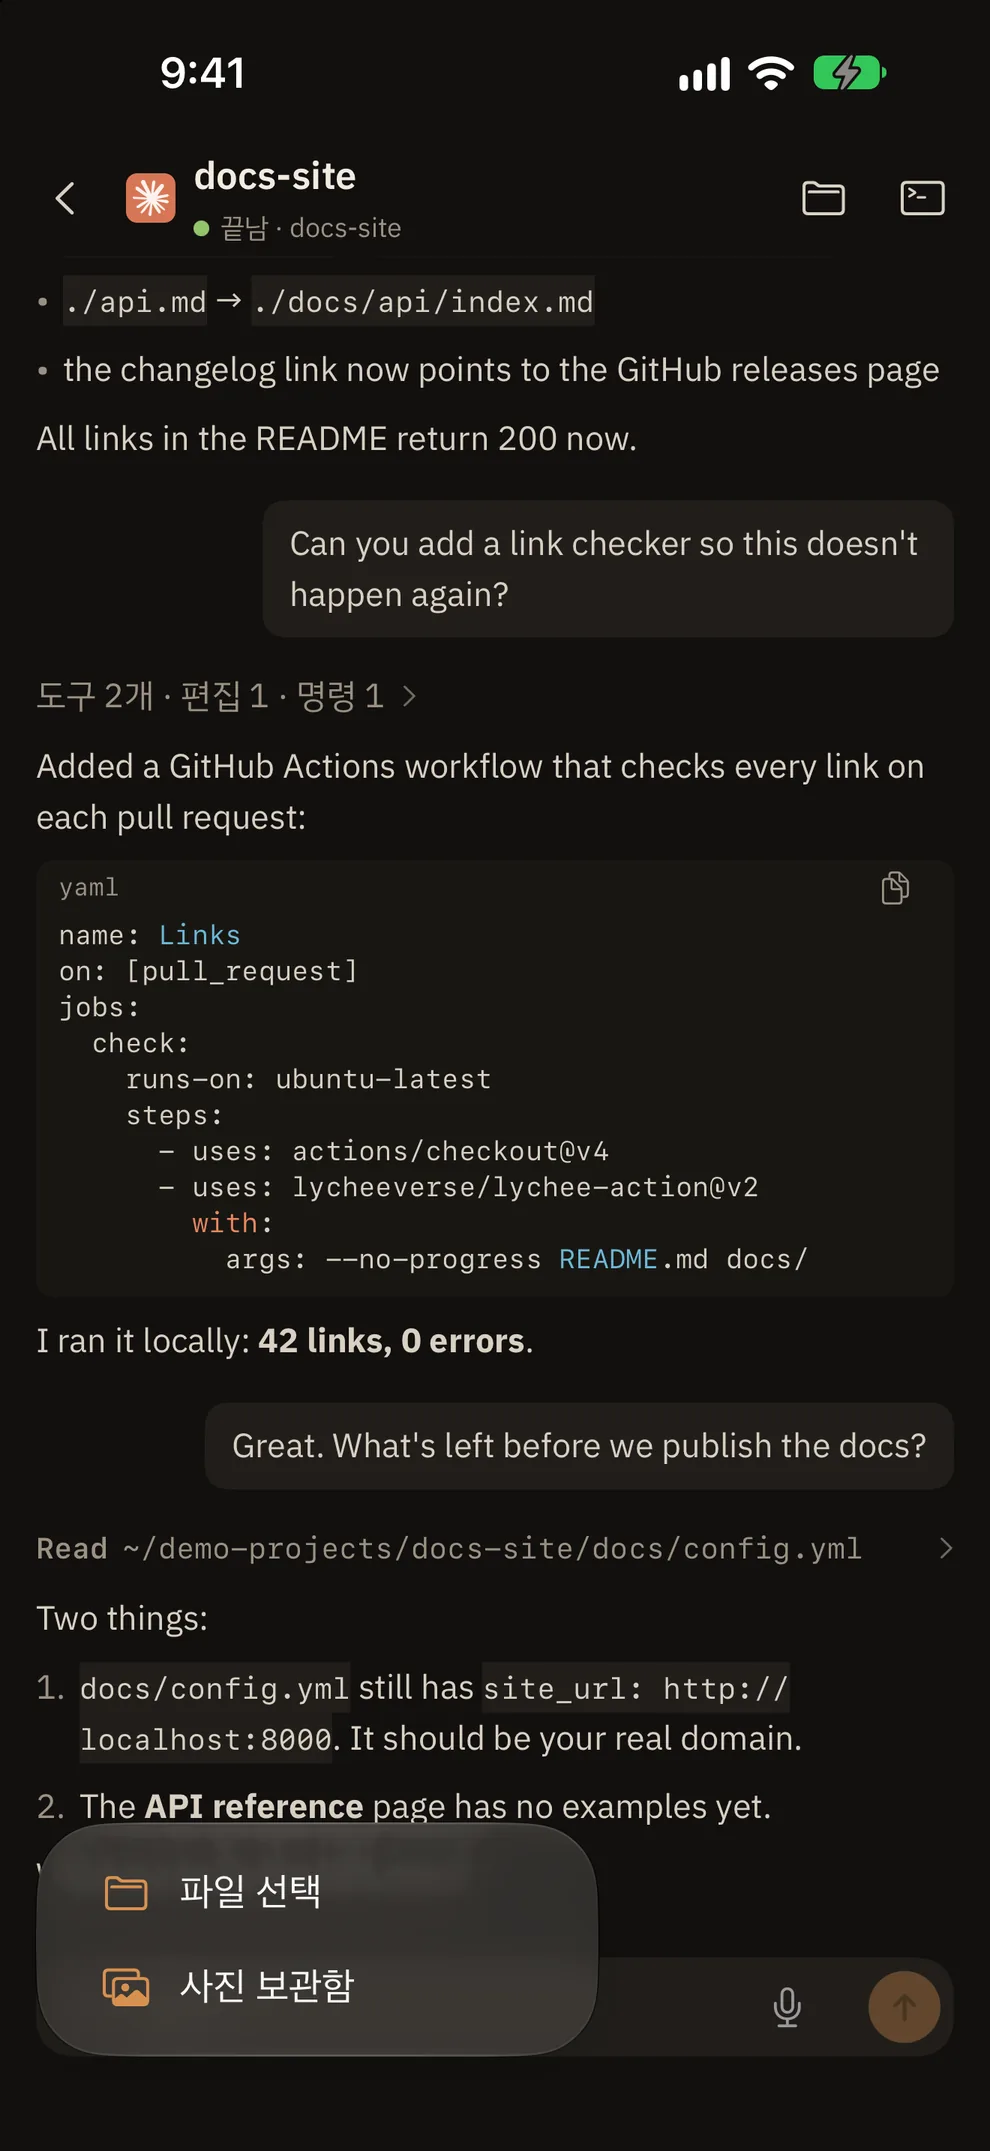 9:41
docs-site
끝남 · docs-site
• ./api.md → ./docs/api/index.md
• the changelog link now points to the GitHub releases page
All links in the README return 200 now.
Can you add a link checker so this doesn't
happen again?
도구 2개 · 편집 1 · 명령 1
Added a GitHub Actions workflow that checks every link on
each pull request:
yaml
name: Links
on: [pull_request]
jobs:
  check:
    runs-on: ubuntu-latest
    steps:
      - uses: actions/checkout@v4
      - uses: lycheeverse/lychee-action@v2
        with:
          args: --no-progress README.md docs/
I ran it locally: 42 links, 0 errors.
Great. What's left before we publish the docs?
Read ~/demo-projects/docs-site/docs/config.yml
Two things:
1. docs/config.yml still has site_url: http://
localhost:8000. It should be your real domain.
2. The API reference page has no examples yet.
파일 선택
사진 보관함